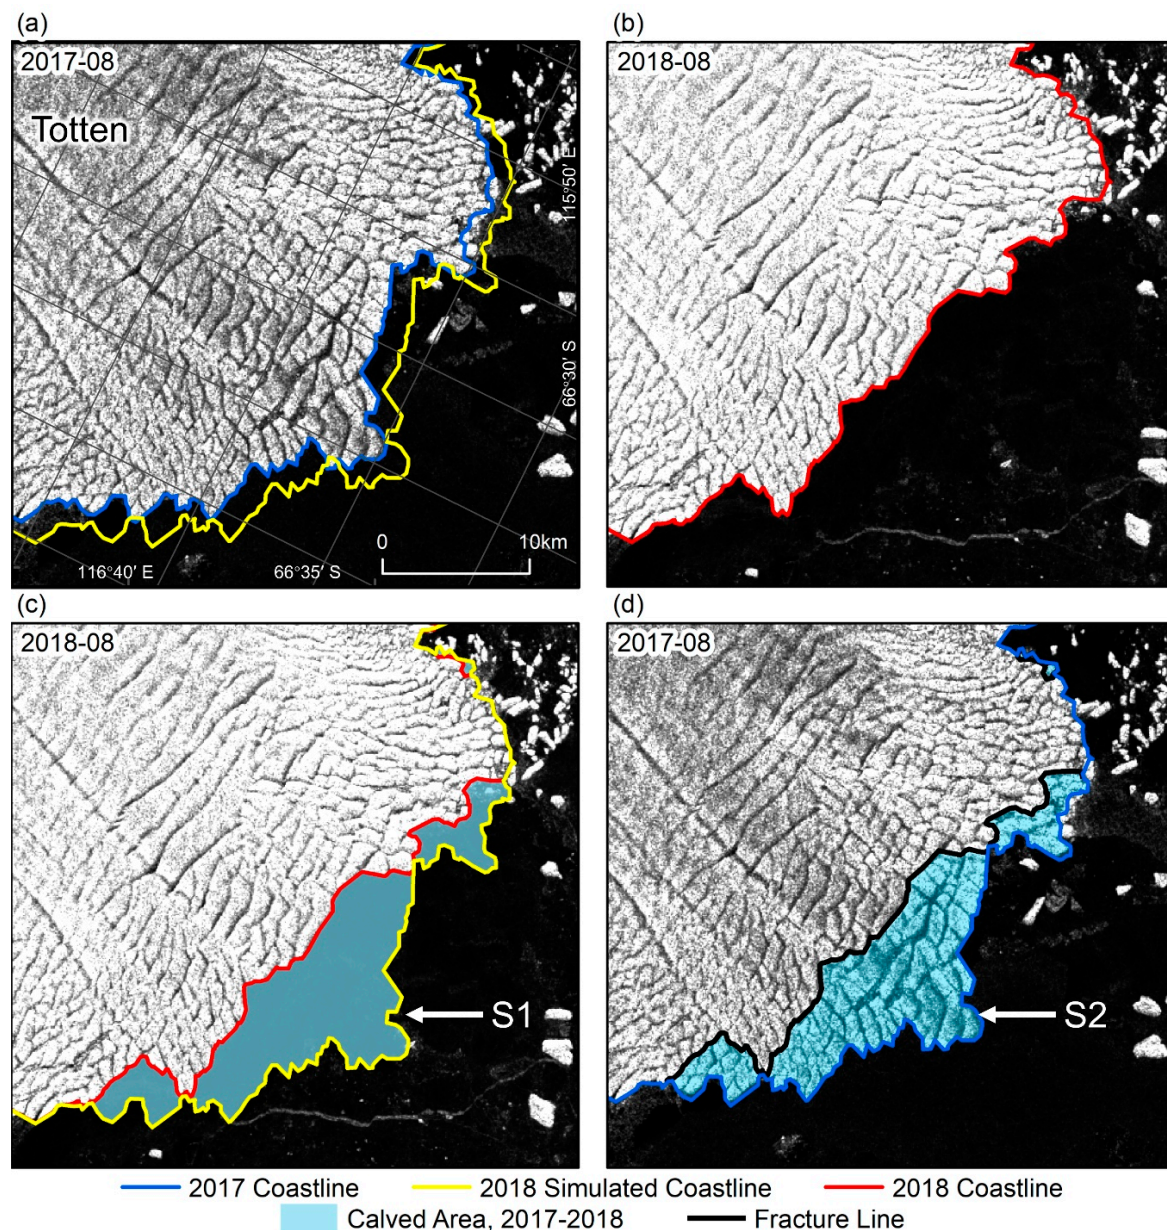 (a)
2017-08
Totten
115°50′ E
66°30′ S
0 10km
116°40′ E 66°35′ S
(b)
2018-08
(c)
2018-08
S1
(d)
2017-08
S2
2017 Coastline 2018 Simulated Coastline 2018 Coastline
Calved Area, 2017-2018 Fracture Line